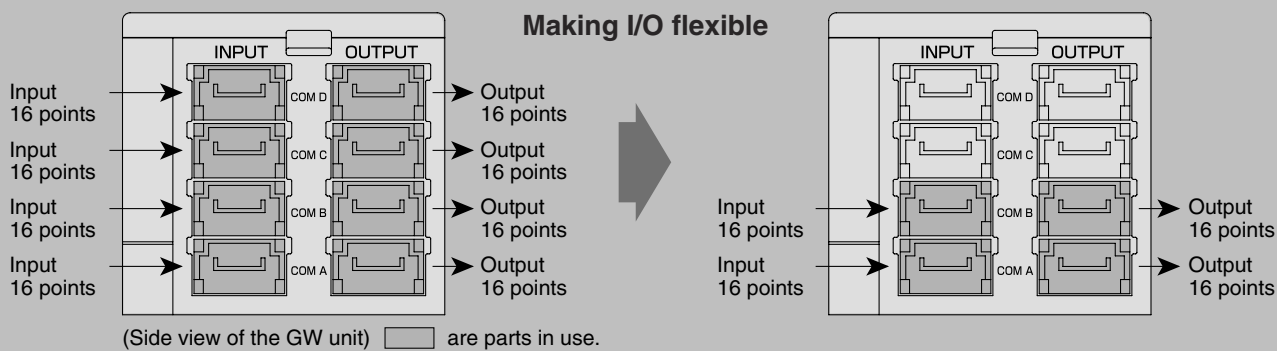 Making I/O flexible
INPUT OUTPUT
Input
16 points
COM D
Output
16 points
Input
16 points
COM C
Output
16 points
Input
16 points
COM B
Output
16 points
Input
16 points
COM A
Output
16 points
(Side view of the GW unit) are parts in use.
INPUT OUTPUT
COM D
COM C
Input
16 points
COM B
Output
16 points
Input
16 points
COM A
Output
16 points